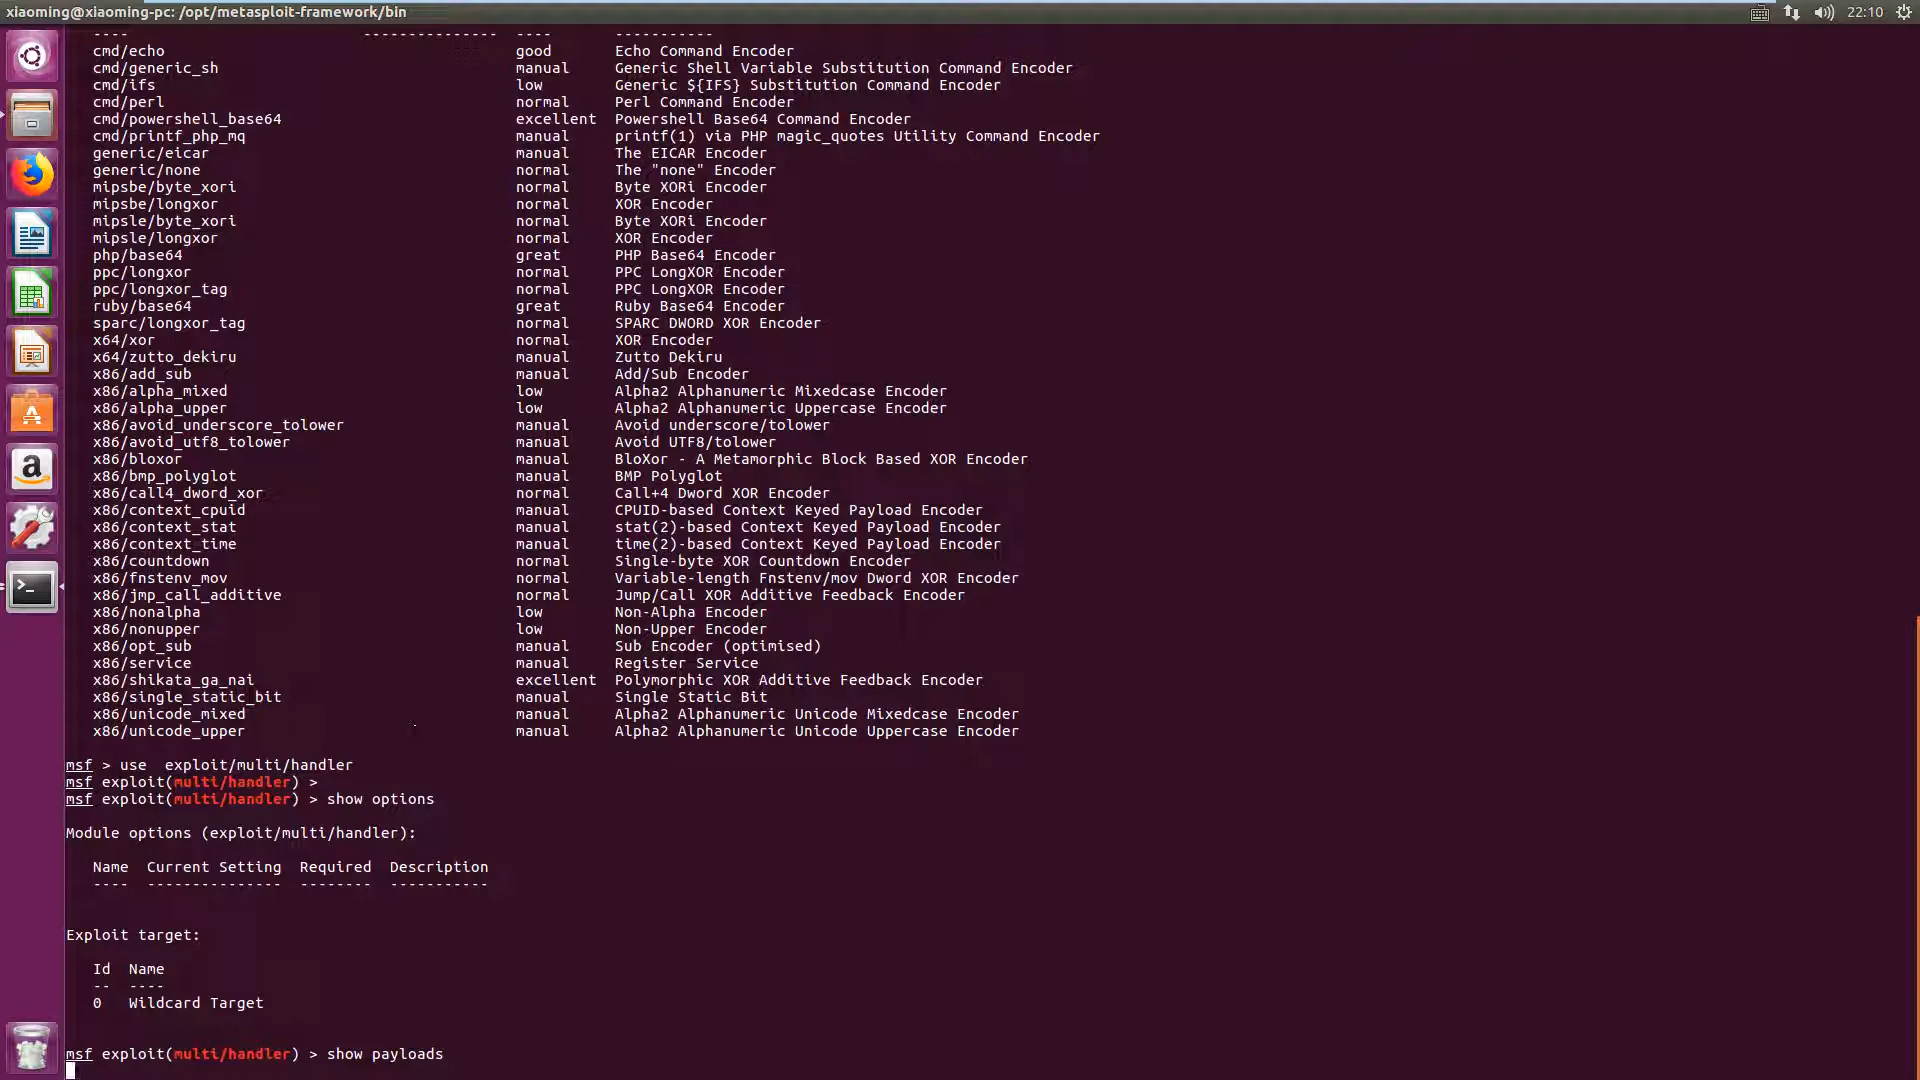 xiaoming@xiaoming-pc: /opt/metasploit-framework/bin 22:10
---- --------------- ---- -----------
cmd/echo good Echo Command Encoder
cmd/generic_sh manual Generic Shell Variable Substitution Command Encoder
cmd/ifs low Generic ${IFS} Substitution Command Encoder
cmd/perl normal Perl Command Encoder
cmd/powershell_base64 excellent Powershell Base64 Command Encoder
cmd/printf_php_mq manual printf(1) via PHP magic_quotes Utility Command Encoder
generic/eicar manual The EICAR Encoder
generic/none normal The "none" Encoder
mipsbe/byte_xori normal Byte XORi Encoder
mipsbe/longxor normal XOR Encoder
mipsle/byte_xori normal Byte XORi Encoder
mipsle/longxor normal XOR Encoder
php/base64 great PHP Base64 Encoder
ppc/longxor normal PPC LongXOR Encoder
ppc/longxor_tag normal PPC LongXOR Encoder
ruby/base64 great Ruby Base64 Encoder
sparc/longxor_tag normal SPARC DWORD XOR Encoder
x64/xor normal XOR Encoder
x64/zutto_dekiru manual Zutto Dekiru
x86/add_sub manual Add/Sub Encoder
x86/alpha_mixed low Alpha2 Alphanumeric Mixedcase Encoder
x86/alpha_upper low Alpha2 Alphanumeric Uppercase Encoder
x86/avoid_underscore_tolower manual Avoid underscore/tolower
x86/avoid_utf8_tolower manual Avoid UTF8/tolower
x86/bloxor manual BloXor - A Metamorphic Block Based XOR Encoder
x86/bmp_polyglot manual BMP Polyglot
x86/call4_dword_xor normal Call+4 Dword XOR Encoder
x86/context_cpuid manual CPUID-based Context Keyed Payload Encoder
x86/context_stat manual stat(2)-based Context Keyed Payload Encoder
x86/context_time manual time(2)-based Context Keyed Payload Encoder
x86/countdown normal Single-byte XOR Countdown Encoder
x86/fnstenv_mov normal Variable-length Fnstenv/mov Dword XOR Encoder
x86/jmp_call_additive normal Jump/Call XOR Additive Feedback Encoder
x86/nonalpha low Non-Alpha Encoder
x86/nonupper low Non-Upper Encoder
x86/opt_sub manual Sub Encoder (optimised)
x86/service manual Register Service
x86/shikata_ga_nai excellent Polymorphic XOR Additive Feedback Encoder
x86/single_static_bit manual Single Static Bit
x86/unicode_mixed manual Alpha2 Alphanumeric Unicode Mixedcase Encoder
x86/unicode_upper manual Alpha2 Alphanumeric Unicode Uppercase Encoder
msf > use  exploit/multi/handler
msf exploit(multi/handler) >
msf exploit(multi/handler) > show options
Module options (exploit/multi/handler):
Name Current Setting Required Description
---- --------------- -------- -----------
Exploit target:
Id Name
-- ----
0 Wildcard Target
msf exploit(multi/handler) > show payloads